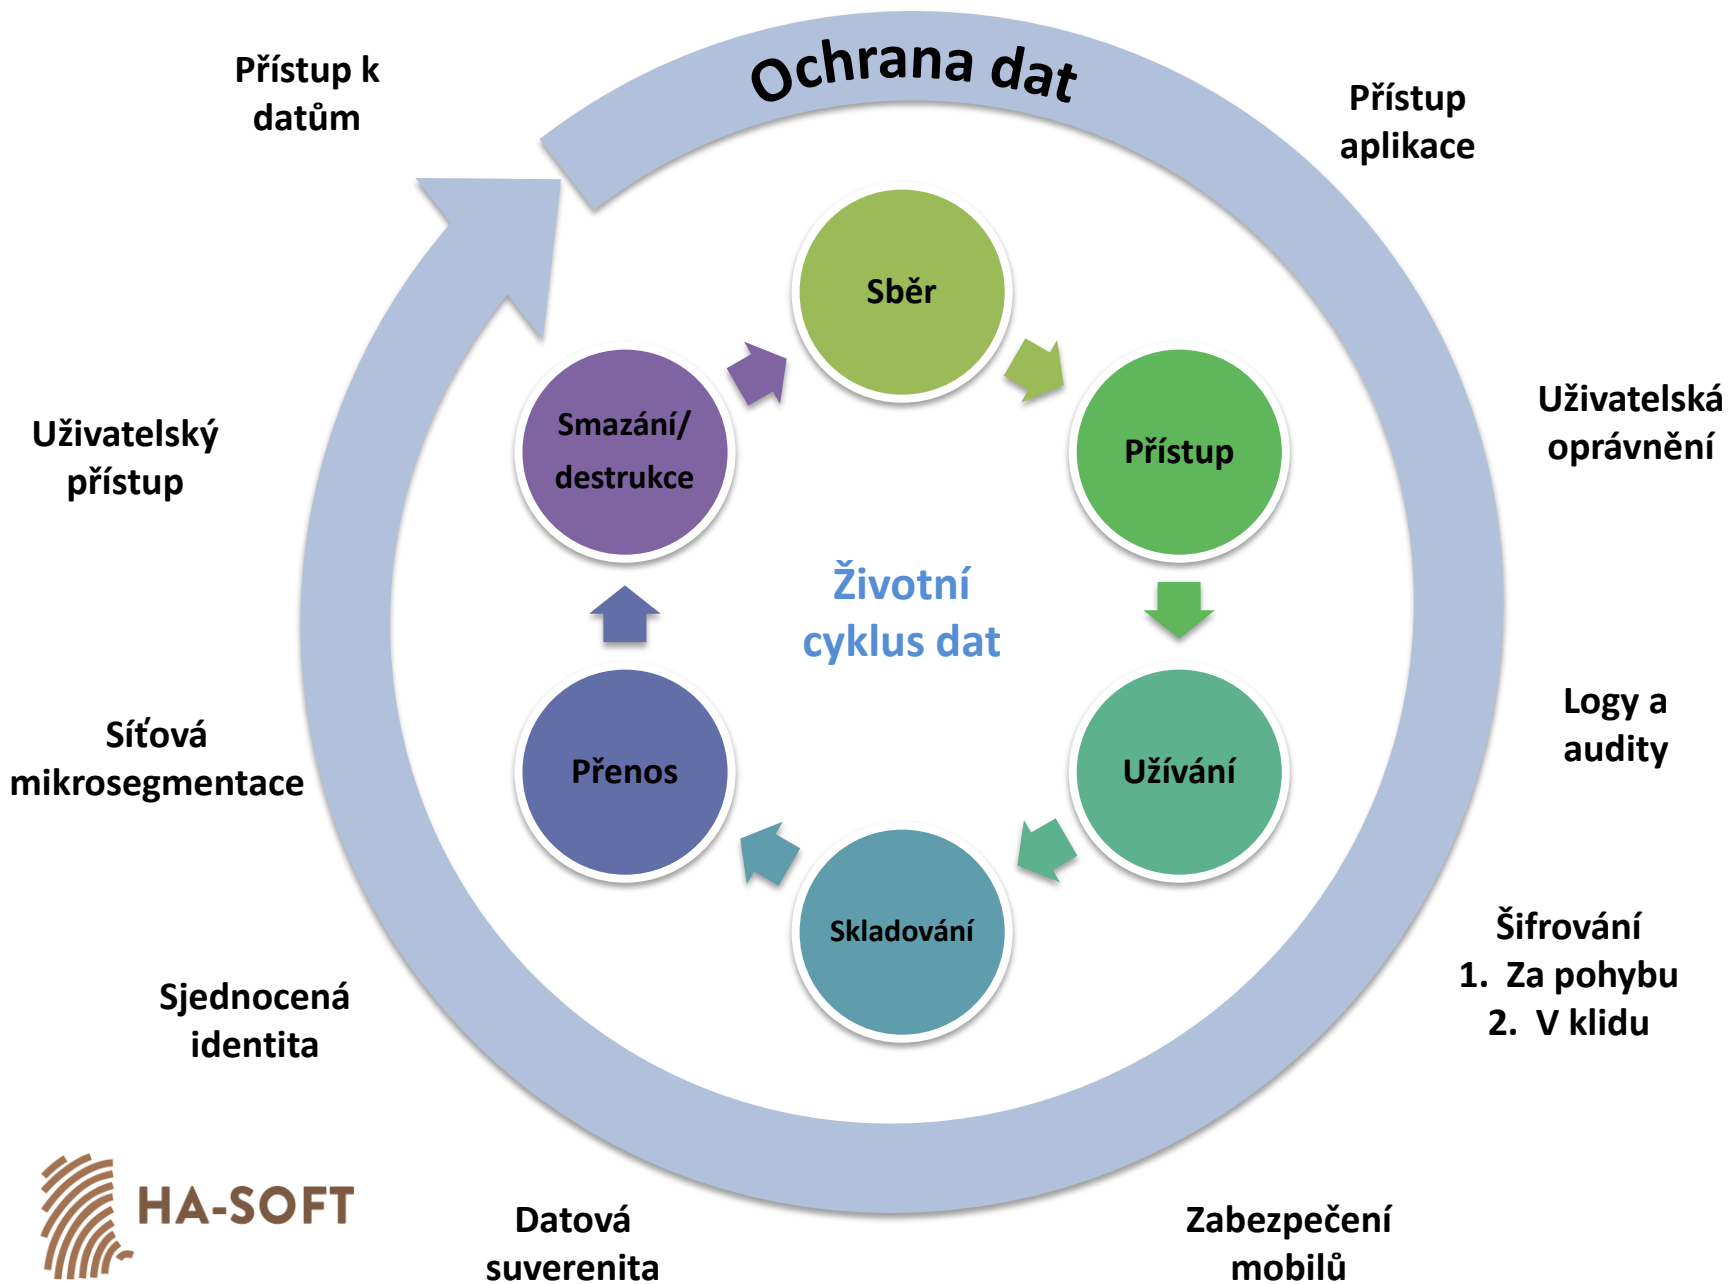 Ochrana dat
Přístup k
datům
Přístup
aplikace
Sběr
Smazání/
destrukce
Přístup
Uživatelský
přístup
Uživatelská
oprávnění
Životní
cyklus dat
Síťová
mikrosegmentace
Přenos
Užívání
Logy a
audity
Skladování
Šifrování
1. Za pohybu
2. V klidu
Sjednocená
identita
HA-SOFT
Datová
suverenita
Zabezpečení
mobilů